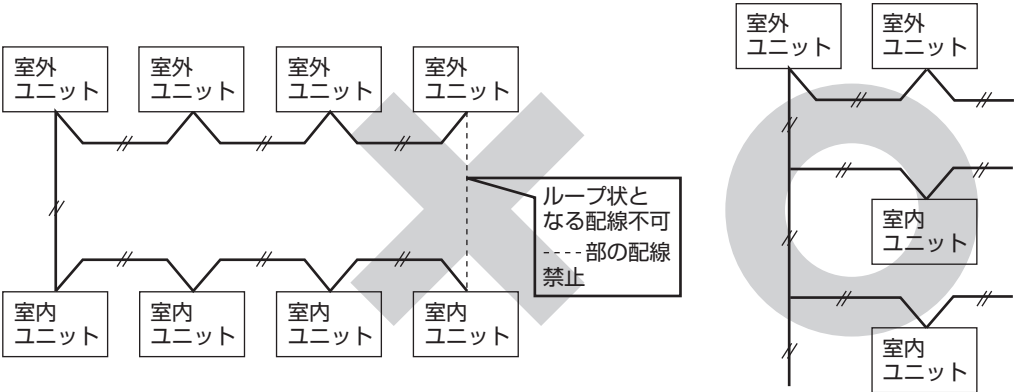 室外
ユニット
室外
ユニット
室外
ユニット
室外
ユニット
ループ状と
なる配線不可
----部の配線
禁止
室内
ユニット
室内
ユニット
室内
ユニット
室内
ユニット
室外
ユニット
室外
ユニット
室内
ユニット
室内
ユニット